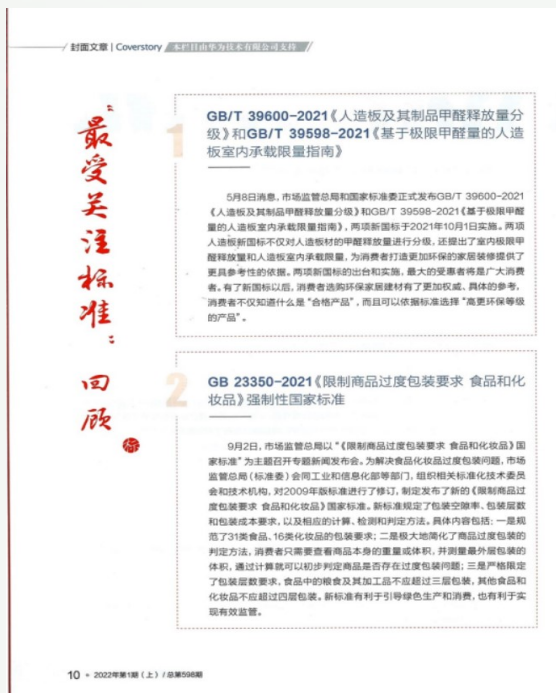 封面文章 | Coverstory 本栏目由华为技术有限公司支持
“最受关注标准”
回顾
1
GB/T 39600-2021《人造板及其制品甲醛释放量分
级》和GB/T 39598-2021《基于极限甲醛量的人造
板室内承载限量指南》
5月8日消息，市场监管总局和国家标准委正式发布GB/T 39600-2021
《人造板及其制品甲醛释放量分级》和GB/T 39598-2021《基于极限甲醛
量的人造板室内承载限量指南》，两项新国标于2021年10月1日实施。两项
人造板新国标不仅对人造板材的甲醛释放量进行分级，还提出了室内极限甲
醛释放量和人造板室内承载限量，为消费者打造更加环保的家居装修提供了
更具参考性的依据。两项新国标的出台和实施，最大的受惠者将是广大消费
者。有了新国标以后，消费者选购环保家居建材有了更加权威、具体的参考，
消费者不仅知道什么是“合格产品”，而且可以依据标准选择“高更环保等级
的产品”。
2
GB 23350-2021《限制商品过度包装要求 食品和化
妆品》强制性国家标准
9月2日，市场监管总局以“《限制商品过度包装要求 食品和化妆品》国
家标准”为主题召开专题新闻发布会。为解决食品化妆品过度包装问题，市场
监管总局（标准委）会同工业和信息化部等部门，组织相关标准化技术委员
会和技术机构，对2009年版标准进行了修订，制定发布了新的《限制商品过
度包装要求 食品和化妆品》国家标准。新标准规定了包装空隙率、包装层数
和包装成本要求，以及相应的计算、检测和判定方法。具体内容包括：一是规
范了31类食品、16类化妆品的包装要求；二是极大地简化了商品过度包装的
判定方法，消费者只需要查看商品本身的重量或体积，并测量最外层包装的
体积，通过计算就可以初步判定商品是否存在过度包装问题；三是严格限定
了包装层数要求，食品中的粮食及其加工品不应超过三层包装，其他食品和
化妆品不应超过四层包装。新标准有利于引导绿色生产和消费，也有利于实
现有效监管。
10 • 2022年第1期（上）/总第598期